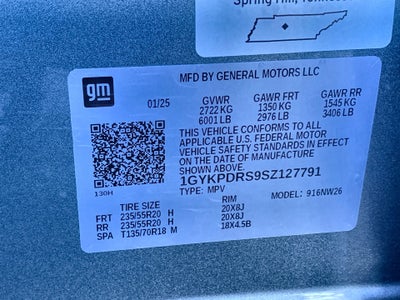 Spring Hill, Tennessee
gm
MFD BY GENERAL MOTORS LLC
01/25 GVWR GAWR FRT GAWR RR
2722 KG 1350 KG 1545 KG
6001 LB 2976 LB 3406 LB
THIS VEHICLE CONFORMS TO ALL
APPLICABLE U.S. FEDERAL MOTOR
VEHICLE SAFETY STANDARDS IN
EFFECT ON THE DATE OF
MANUFACTURE SHOWN ABOVE.
1GYKPDRS9SZ127791
130H TYPE: MPV MODEL: 916NW26
TIRE SIZE RIM
FRT 235/55R20 H 20X8J
RR 235/55R20 H 20X8J
SPA T135/70R18 M 18X4.5B